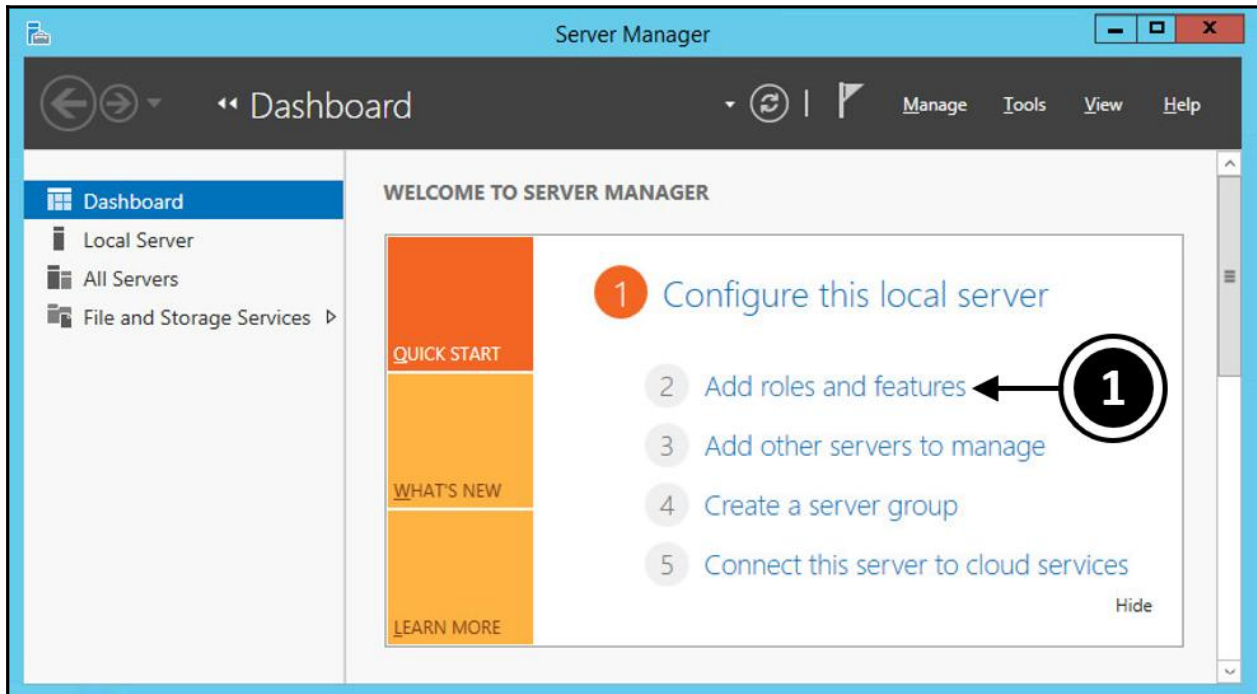 Server Manager
Dashboard
Manage Tools View Help
Dashboard
Local Server
All Servers
File and Storage Services
WELCOME TO SERVER MANAGER
QUICK START
WHAT'S NEW
LEARN MORE
1 Configure this local server
2 Add roles and features
1
3 Add other servers to manage
4 Create a server group
5 Connect this server to cloud services
Hide